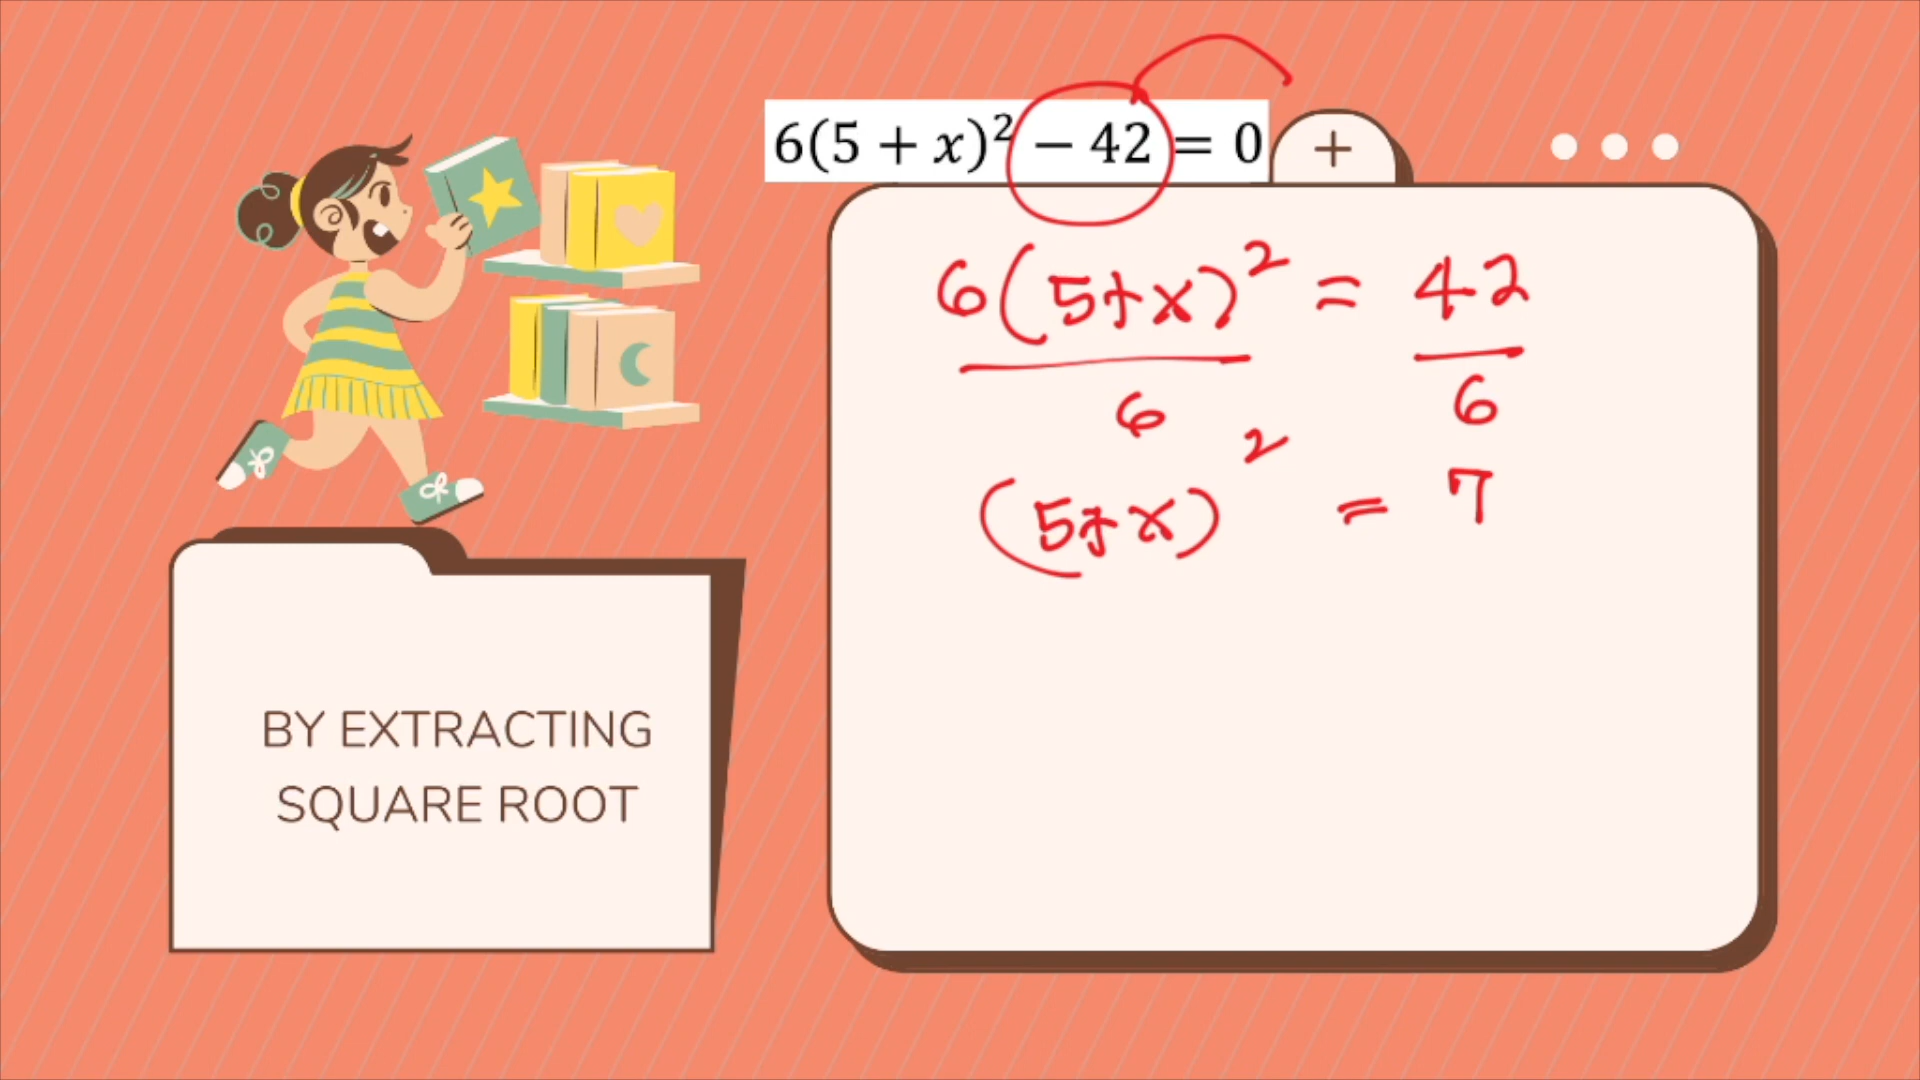 6(5 + x)² − 42 = 0
+
6(5+x)² = 42
6 6
(5+x)² = 7
BY EXTRACTING
SQUARE ROOT